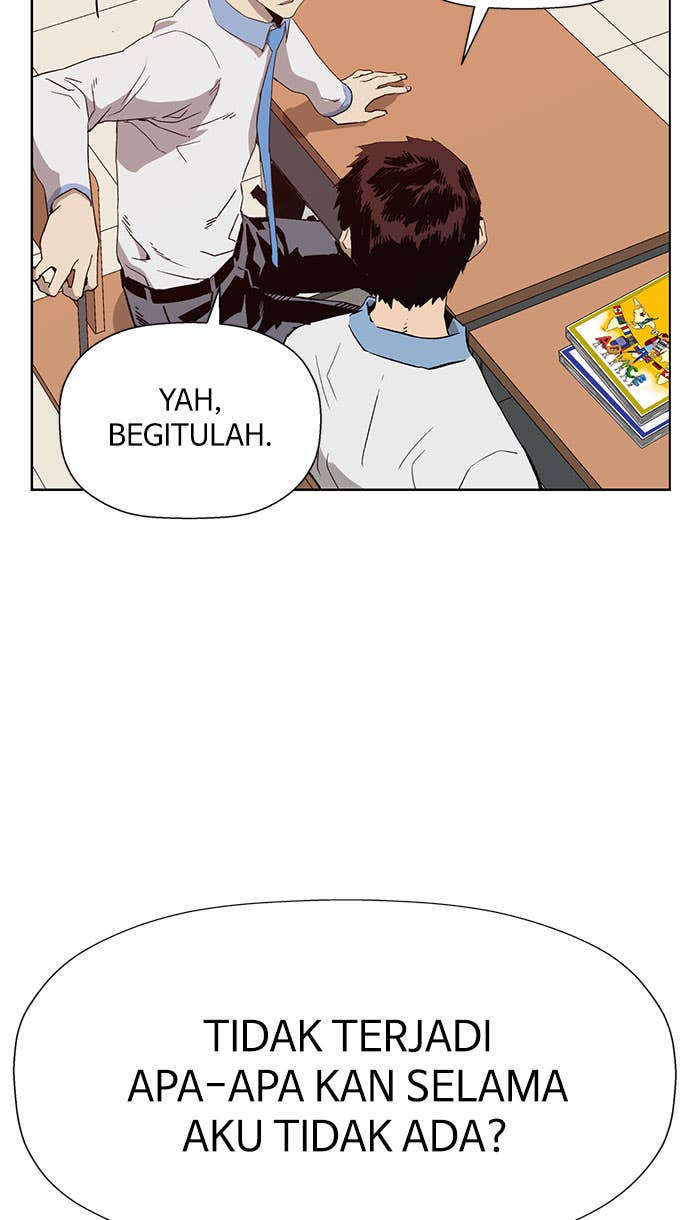 YAH,
BEGITULAH.
TIDAK TERJADI
APA-APA KAN SELAMA
AKU TIDAK ADA?